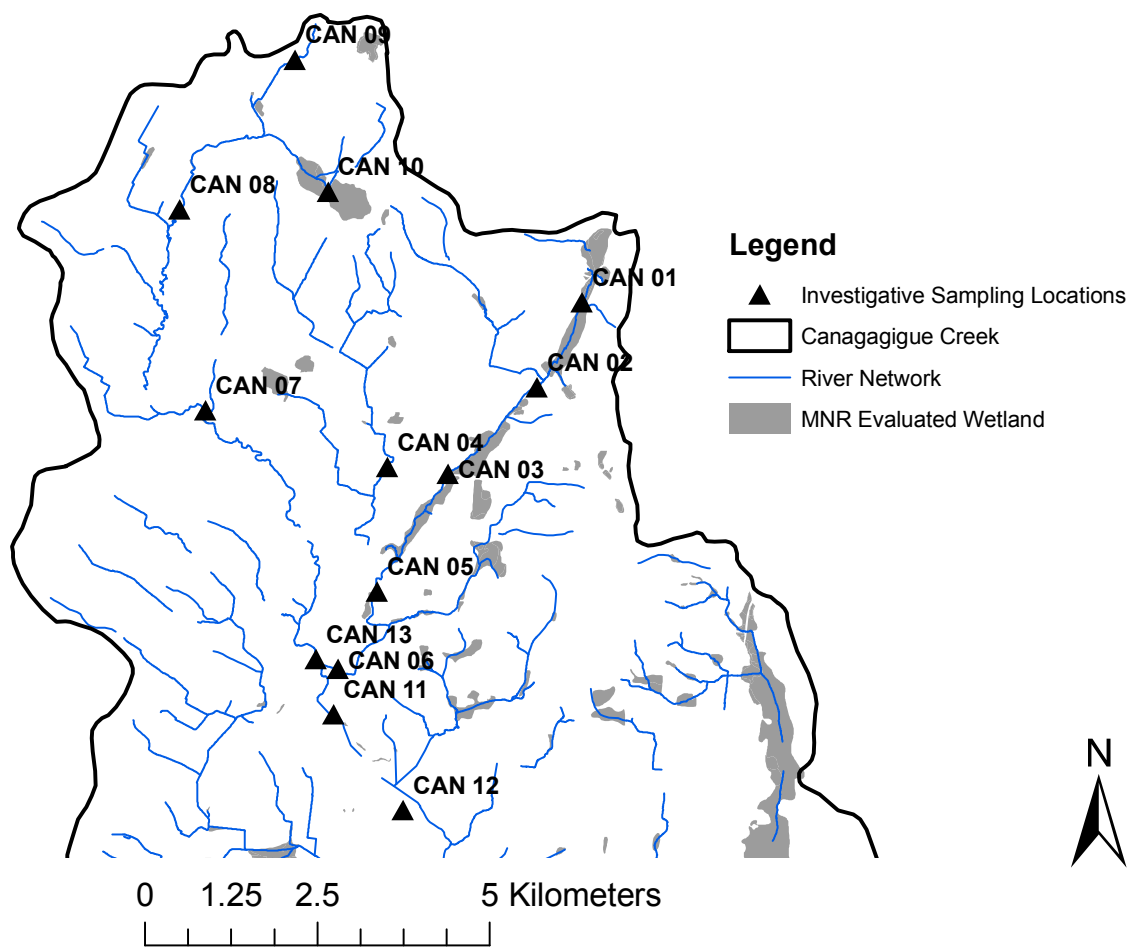 CAN 09
CAN 10
CAN 08
CAN 01
CAN 02
CAN 07
CAN 04
CAN 03
CAN 05
CAN 13
CAN 06
CAN 11
CAN 12
Legend
Investigative Sampling Locations
Canagagigue Creek
River Network
MNR Evaluated Wetland
N
0 1.25 2.5 5 Kilometers